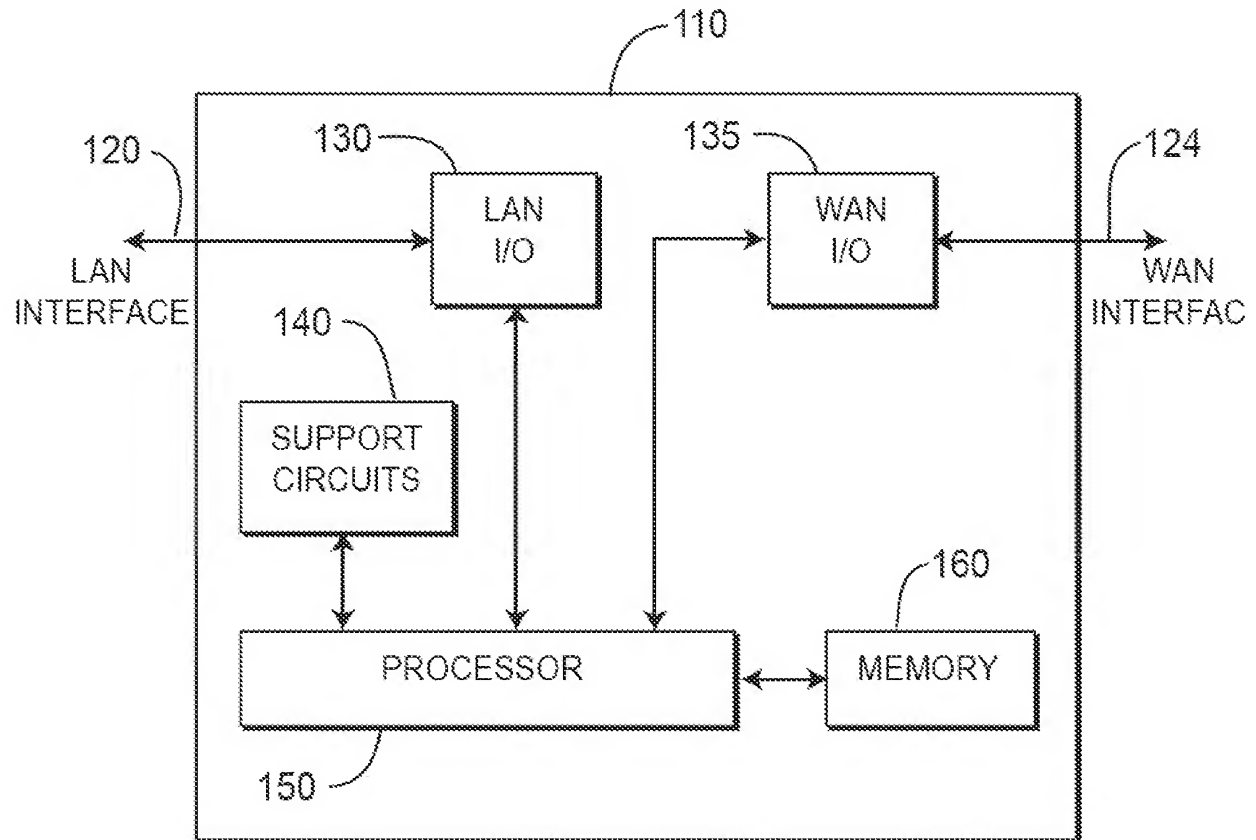 110
130
135
120
124
LAN
I/O
WAN
I/O
LAN
INTERFACE
WAN
INTERFAC
140
SUPPORT
CIRCUITS
160
PROCESSOR
MEMORY
150